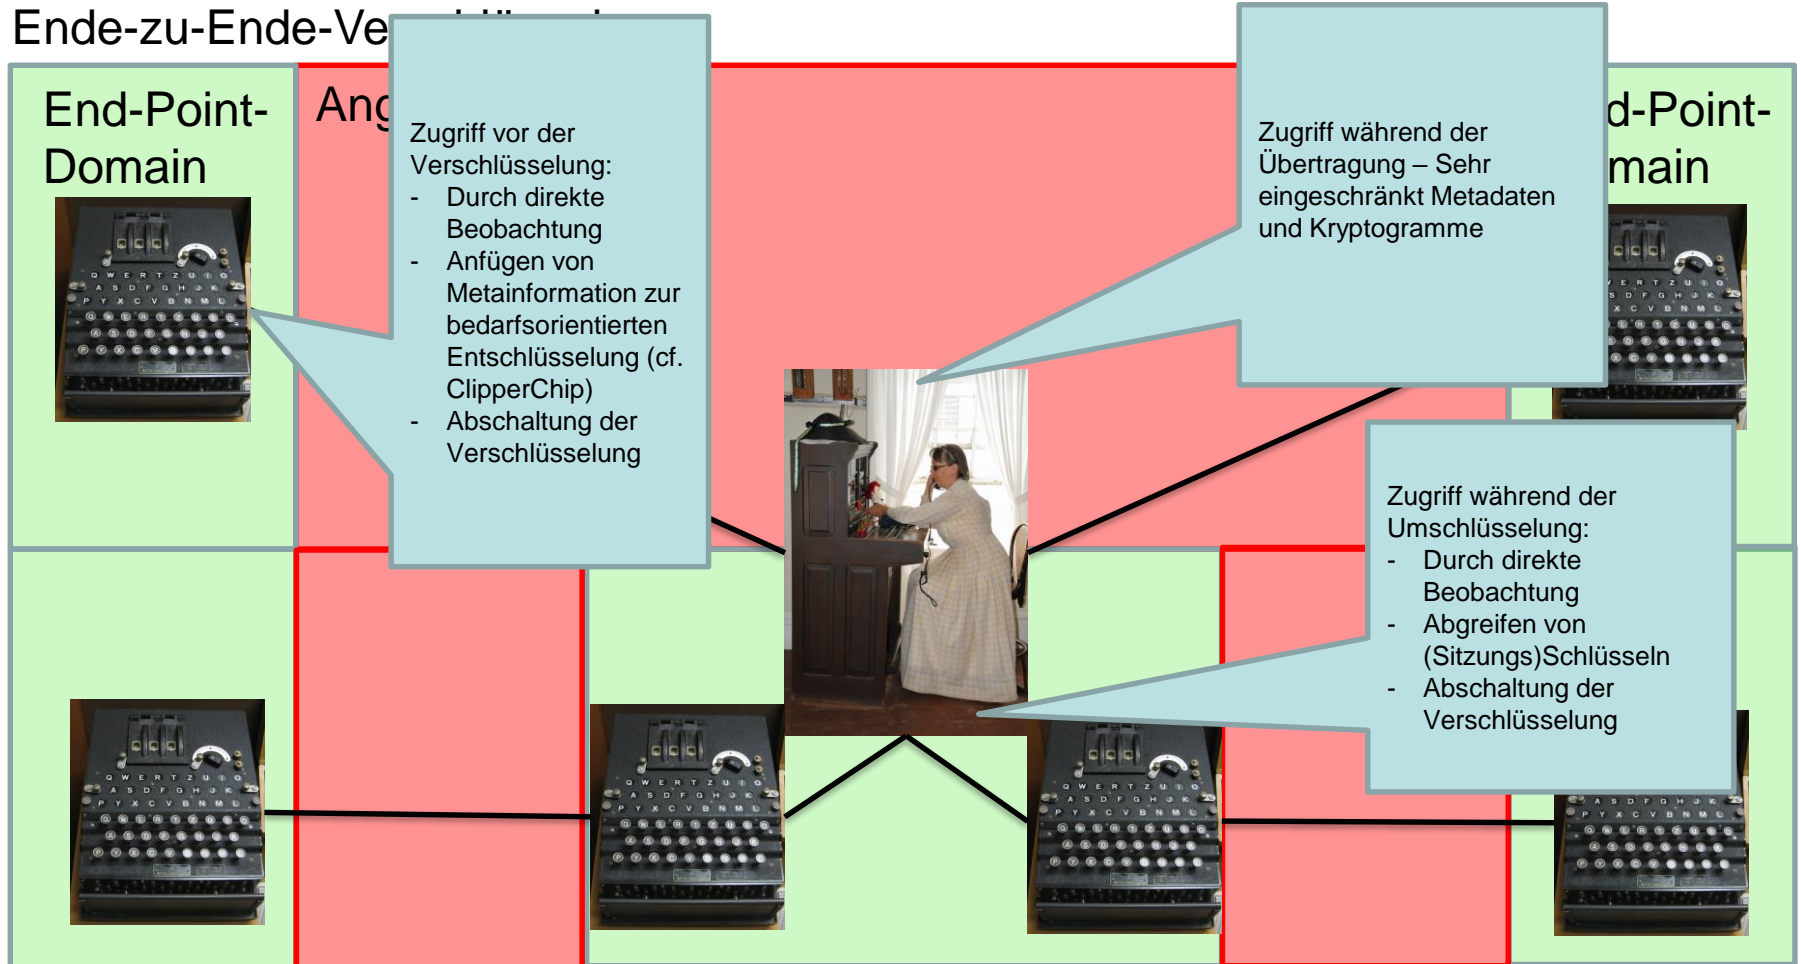 Ende-zu-Ende-Ve
End-Point-
Domain
Ang
Zugriff vor der
Verschlüsselung:
- Durch direkte
Beobachtung
- Anfügen von
Metainformation zur
bedarfsorientierten
Entschlüsselung (cf.
ClipperChip)
- Abschaltung der
Verschlüsselung
Zugriff während der
Übertragung – Sehr
eingeschränkt Metadaten
und Kryptogramme
d-Point-
main
Zugriff während der
Umschlüsselung:
- Durch direkte
Beobachtung
- Abgreifen von
(Sitzungs)Schlüsseln
- Abschaltung der
Verschlüsselung